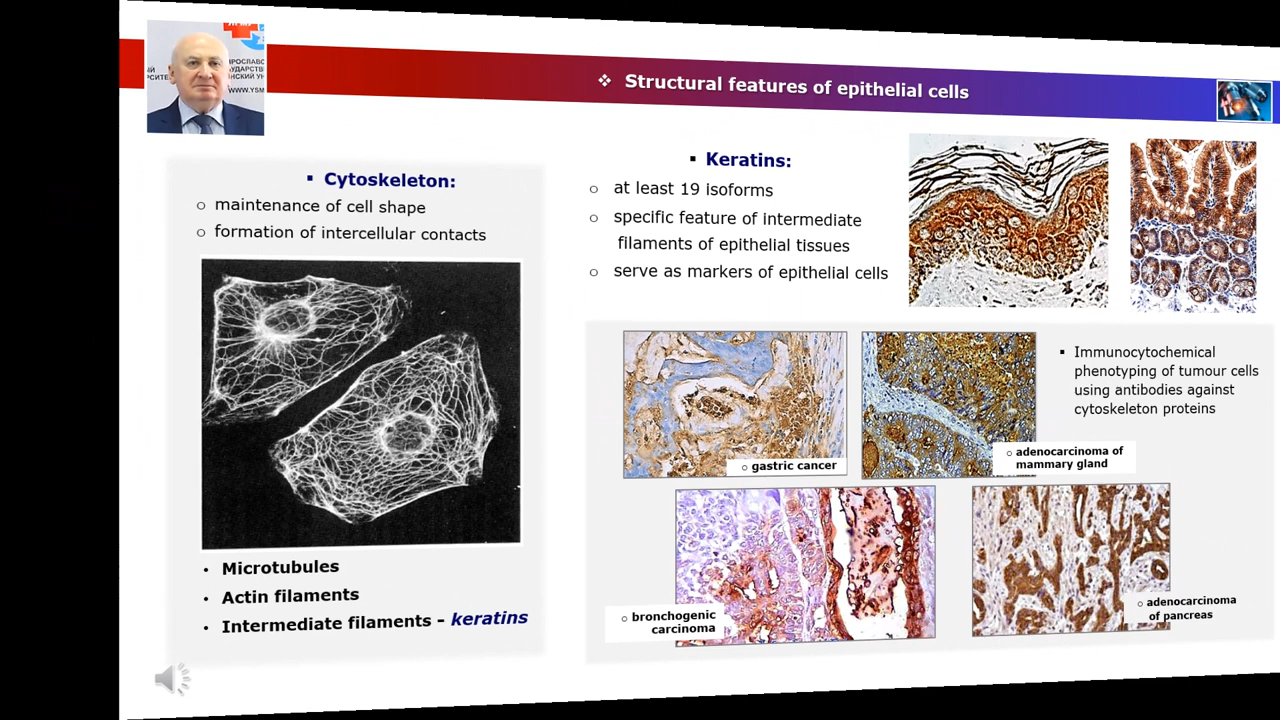 ❖ Structural features of epithelial cells
WWW.YSM
▪ Cytoskeleton:
o maintenance of cell shape
o formation of intercellular contacts
• Microtubules
• Actin filaments
• Intermediate filaments – keratins
▪ Keratins:
o at least 19 isoforms
o specific feature of intermediate
filaments of epithelial tissues
o serve as markers of epithelial cells
▪ Immunocytochemical
phenotyping of tumour cells
using antibodies against
cytoskeleton proteins
o gastric cancer
o adenocarcinoma of
mammary gland
o bronchogenic
carcinoma
o adenocarcinoma
of pancreas